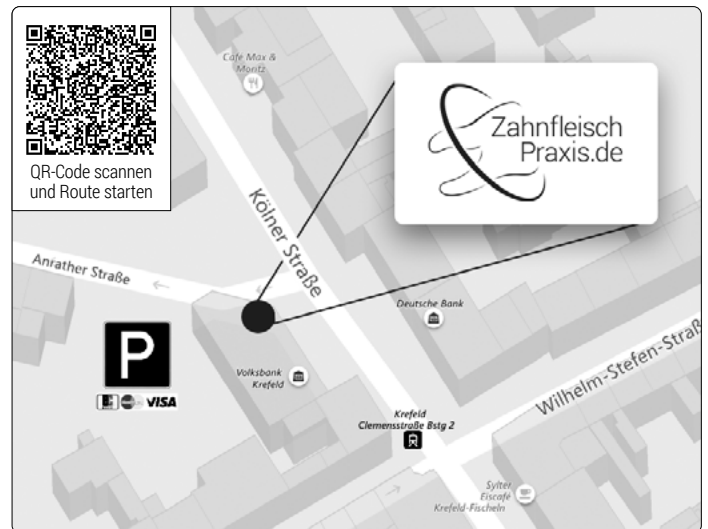 QR-Code scannen
und Route starten
Café Max &
Moritz
Zahnfleisch
Praxis.de
Kölner Straße
Anrather Straße
Deutsche Bank
P
VISA
Volksbank
Krefeld
Wilhelm-Stefen-Straß
Krefeld
Clemensstraße Bstg 2
Sylter
Eiscafé
Krefeld-Fischeln